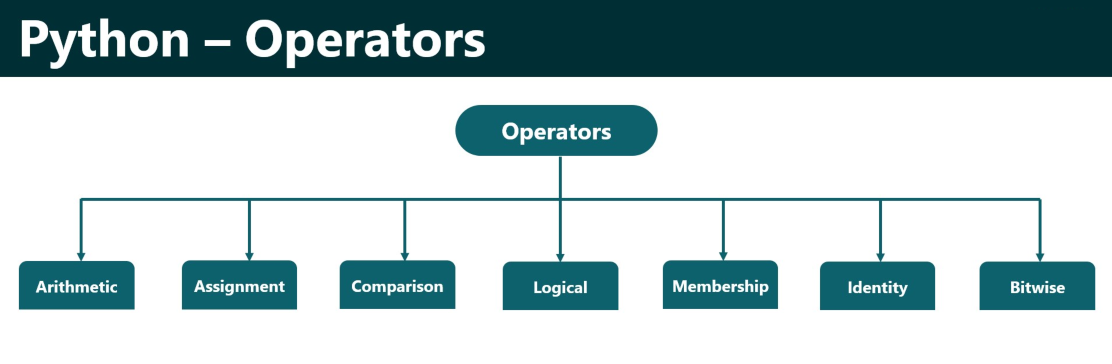 Python – Operators
Operators
Arithmetic
Assignment
Comparison
Logical
Membership
Identity
Bitwise